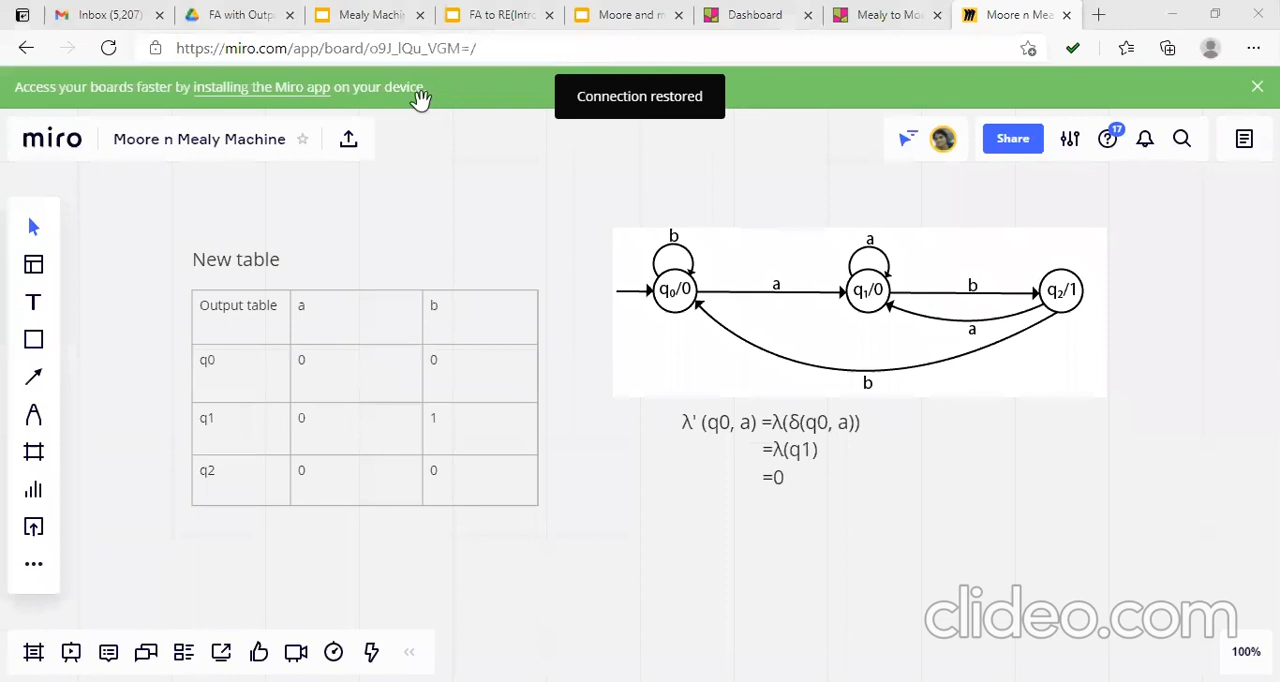 Inbox (5,207)
FA with Outp
Mealy Machin
FA to RE(Intro
Moore and m
Dashboard
Mealy to Mo
Moore n Mea
https://miro.com/app/board/o9J_lQu_VGM=/
Access your boards faster by installing the Miro app on your device.
Connection restored
miro
Moore n Mealy Machine
Share
17
New table
Output table a b
q0 0 0
q1 0 1
q2 0 0
b
a
q₀/0
a
q₁/0
b
q₂/1
a
b
λ' (q0, a) =λ(δ(q0, a))
=λ(q1)
=0
clideo.com
100%